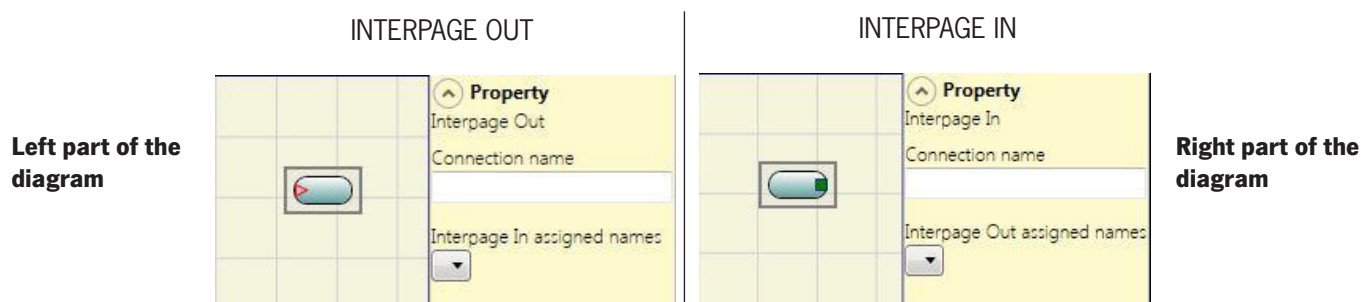 INTERPAGE OUT
INTERPAGE IN
Left part of the
diagram
Property
Interpage Out
Connection name
Interpage In assigned names
Property
Interpage In
Connection name
Interpage Out assigned names
Right part of the
diagram